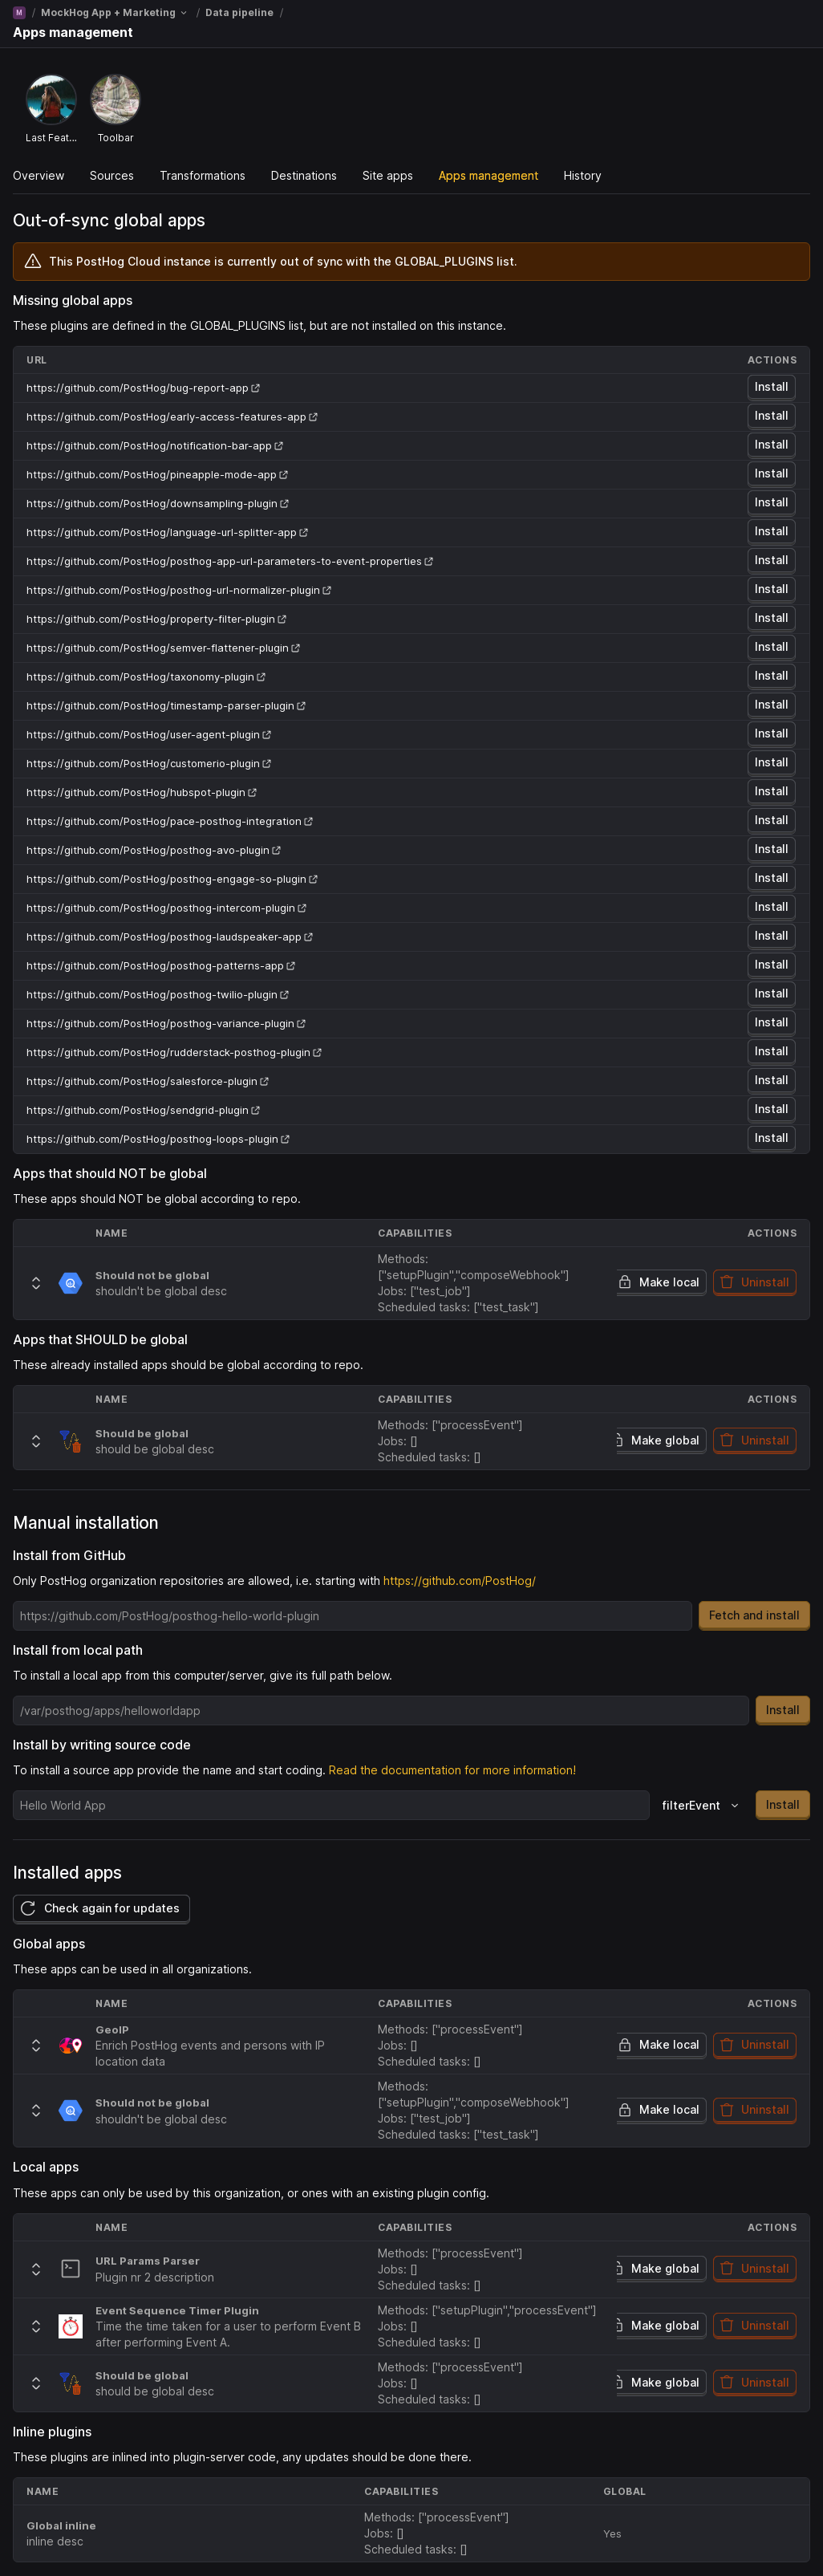 M / MockHog App + Marketing / Data pipeline /
Apps management
Last Feat... Toolbar
Overview Sources Transformations Destinations Site apps Apps management History
Out-of-sync global apps
This PostHog Cloud instance is currently out of sync with the GLOBAL_PLUGINS list.
Missing global apps
These plugins are defined in the GLOBAL_PLUGINS list, but are not installed on this instance.
URL ACTIONS
https://github.com/PostHog/bug-report-app Install
https://github.com/PostHog/early-access-features-app Install
https://github.com/PostHog/notification-bar-app Install
https://github.com/PostHog/pineapple-mode-app Install
https://github.com/PostHog/downsampling-plugin Install
https://github.com/PostHog/language-url-splitter-app Install
https://github.com/PostHog/posthog-app-url-parameters-to-event-properties Install
https://github.com/PostHog/posthog-url-normalizer-plugin Install
https://github.com/PostHog/property-filter-plugin Install
https://github.com/PostHog/semver-flattener-plugin Install
https://github.com/PostHog/taxonomy-plugin Install
https://github.com/PostHog/timestamp-parser-plugin Install
https://github.com/PostHog/user-agent-plugin Install
https://github.com/PostHog/customerio-plugin Install
https://github.com/PostHog/hubspot-plugin Install
https://github.com/PostHog/pace-posthog-integration Install
https://github.com/PostHog/posthog-avo-plugin Install
https://github.com/PostHog/posthog-engage-so-plugin Install
https://github.com/PostHog/posthog-intercom-plugin Install
https://github.com/PostHog/posthog-laudspeaker-app Install
https://github.com/PostHog/posthog-patterns-app Install
https://github.com/PostHog/posthog-twilio-plugin Install
https://github.com/PostHog/posthog-variance-plugin Install
https://github.com/PostHog/rudderstack-posthog-plugin Install
https://github.com/PostHog/salesforce-plugin Install
https://github.com/PostHog/sendgrid-plugin Install
https://github.com/PostHog/posthog-loops-plugin Install
Apps that should NOT be global
These apps should NOT be global according to repo.
NAME CAPABILITIES ACTIONS
Should not be global
shouldn't be global desc
Methods:
["setupPlugin","composeWebhook"]
Jobs: ["test_job"]
Scheduled tasks: ["test_task"]
Make local Uninstall
Apps that SHOULD be global
These already installed apps should be global according to repo.
NAME CAPABILITIES ACTIONS
Should be global
should be global desc
Methods: ["processEvent"]
Jobs: []
Scheduled tasks: []
Make global Uninstall
Manual installation
Install from GitHub
Only PostHog organization repositories are allowed, i.e. starting with https://github.com/PostHog/
https://github.com/PostHog/posthog-hello-world-plugin Fetch and install
Install from local path
To install a local app from this computer/server, give its full path below.
/var/posthog/apps/helloworldapp Install
Install by writing source code
To install a source app provide the name and start coding. Read the documentation for more information!
Hello World App filterEvent Install
Installed apps
Check again for updates
Global apps
These apps can be used in all organizations.
NAME CAPABILITIES ACTIONS
GeoIP
Enrich PostHog events and persons with IP
location data
Methods: ["processEvent"]
Jobs: []
Scheduled tasks: []
Make local Uninstall
Should not be global
shouldn't be global desc
Methods:
["setupPlugin","composeWebhook"]
Jobs: ["test_job"]
Scheduled tasks: ["test_task"]
Make local Uninstall
Local apps
These apps can only be used by this organization, or ones with an existing plugin config.
NAME CAPABILITIES ACTIONS
URL Params Parser
Plugin nr 2 description
Methods: ["processEvent"]
Jobs: []
Scheduled tasks: []
Make global Uninstall
Event Sequence Timer Plugin
Time the time taken for a user to perform Event B
after performing Event A.
Methods: ["setupPlugin","processEvent"]
Jobs: []
Scheduled tasks: []
Make global Uninstall
Should be global
should be global desc
Methods: ["processEvent"]
Jobs: []
Scheduled tasks: []
Make global Uninstall
Inline plugins
These plugins are inlined into plugin-server code, any updates should be done there.
NAME CAPABILITIES GLOBAL
Global inline
inline desc
Methods: ["processEvent"]
Jobs: []
Scheduled tasks: []
Yes